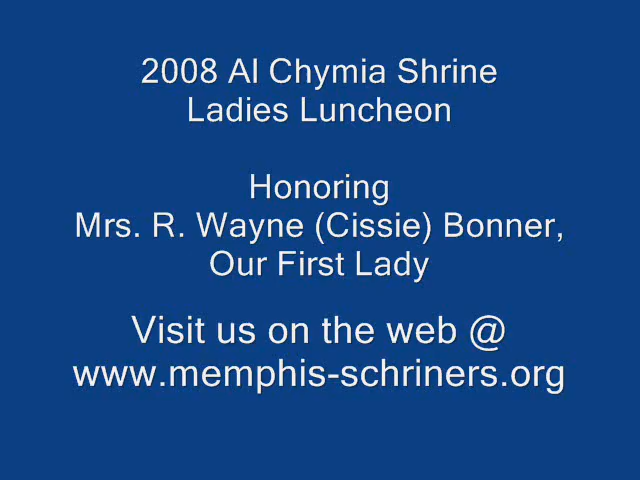 2008 Al Chymia Shrine
Ladies Luncheon
Honoring
Mrs. R. Wayne (Cissie) Bonner,
Our First Lady
Visit us on the web @
www.memphis-schriners.org